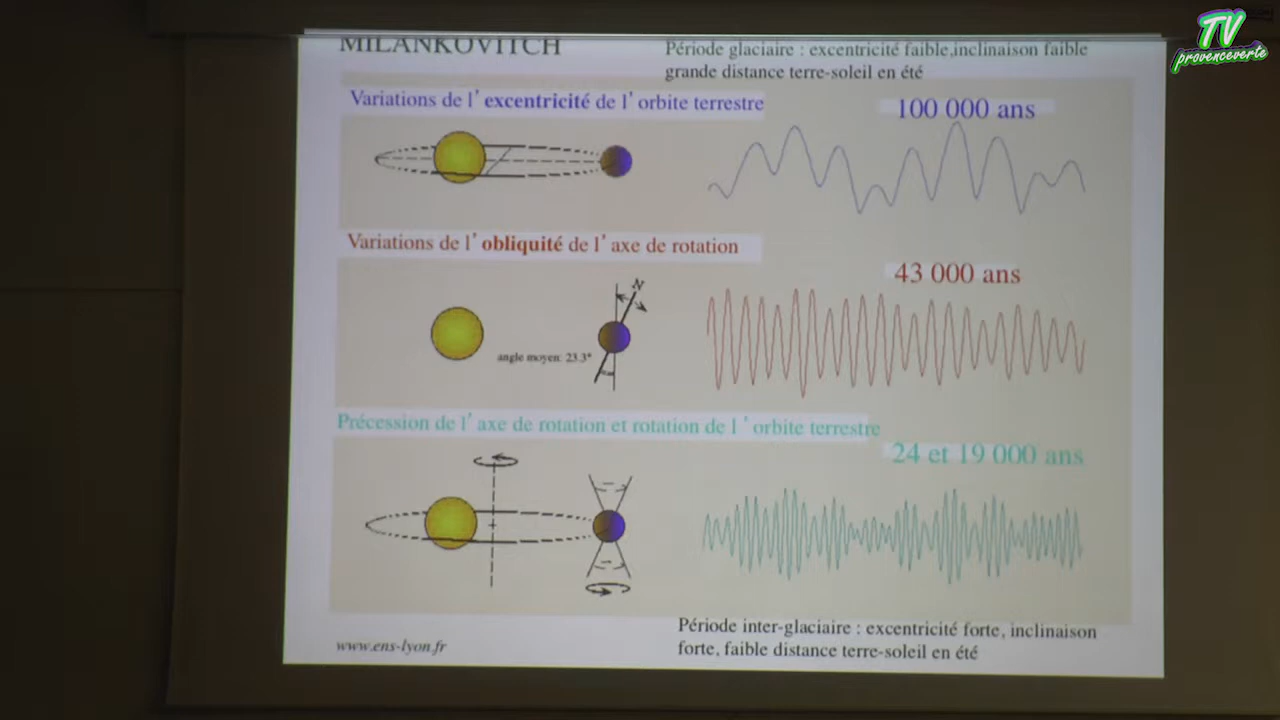 TV
provenceverte
MILANKOVITCH
Période glaciaire : excentricité faible,inclinaison faible
grande distance terre-soleil en été
Variations de l'excentricité de l'orbite terrestre
100 000 ans
Variations de l'obliquité de l'axe de rotation
43 000 ans
N
angle moyen: 23.3°
Précession de l'axe de rotation et rotation de l'orbite terrestre
24 et 19 000 ans
Période inter-glaciaire : excentricité forte, inclinaison
forte, faible distance terre-soleil en été
www.ens-lyon.fr